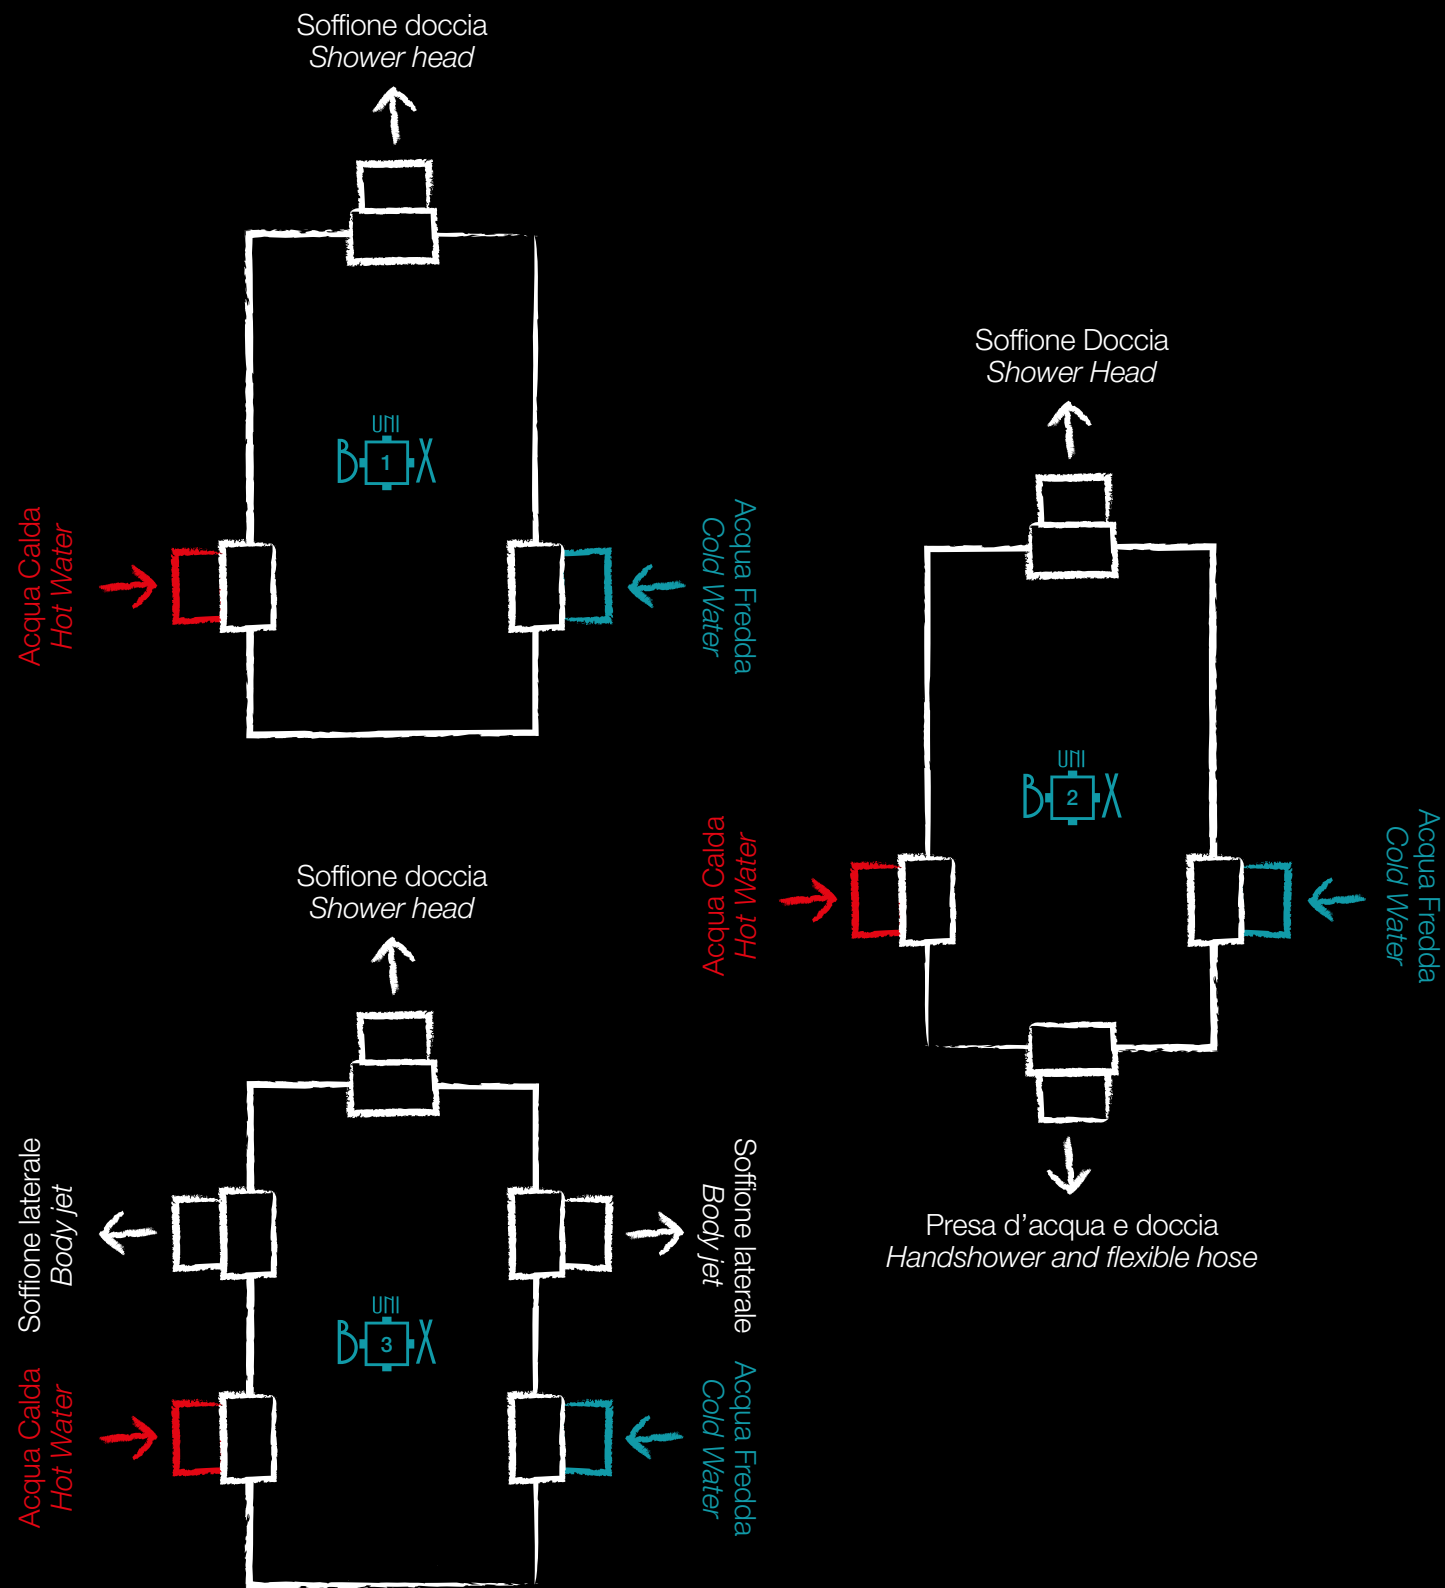 Soffione doccia
Shower head
UNI
B 1 X
Acqua Calda
Hot Water
Acqua Fredda
Cold Water
Soffione Doccia
Shower Head
UNI
B 2 X
Acqua Calda
Hot Water
Acqua Fredda
Cold Water
Presa d’acqua e doccia
Handshower and flexible hose
Soffione doccia
Shower head
Soffione laterale
Body jet
Soffione laterale
Body jet
UNI
B 3 X
Acqua Calda
Hot Water
Acqua Fredda
Cold Water